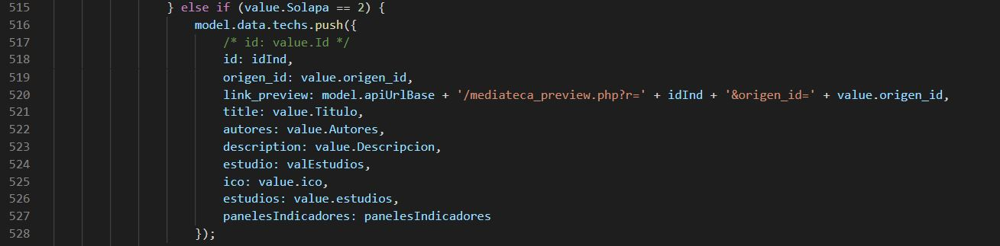 515 } else if (value.Solapa == 2) {
516 model.data.techs.push({
517 /* id: value.Id */
518 id: idInd,
519 origen_id: value.origen_id,
520 link_preview: model.apiUrlBase + '/mediateca_preview.php?r=' + idInd + '&origen_id=' + value.origen_id,
521 title: value.Titulo,
522 autores: value.Autores,
523 description: value.Descripcion,
524 estudio: valEstudios,
525 ico: value.ico,
526 estudios: value.estudios,
527 panelesIndicadores: panelesIndicadores
528 });